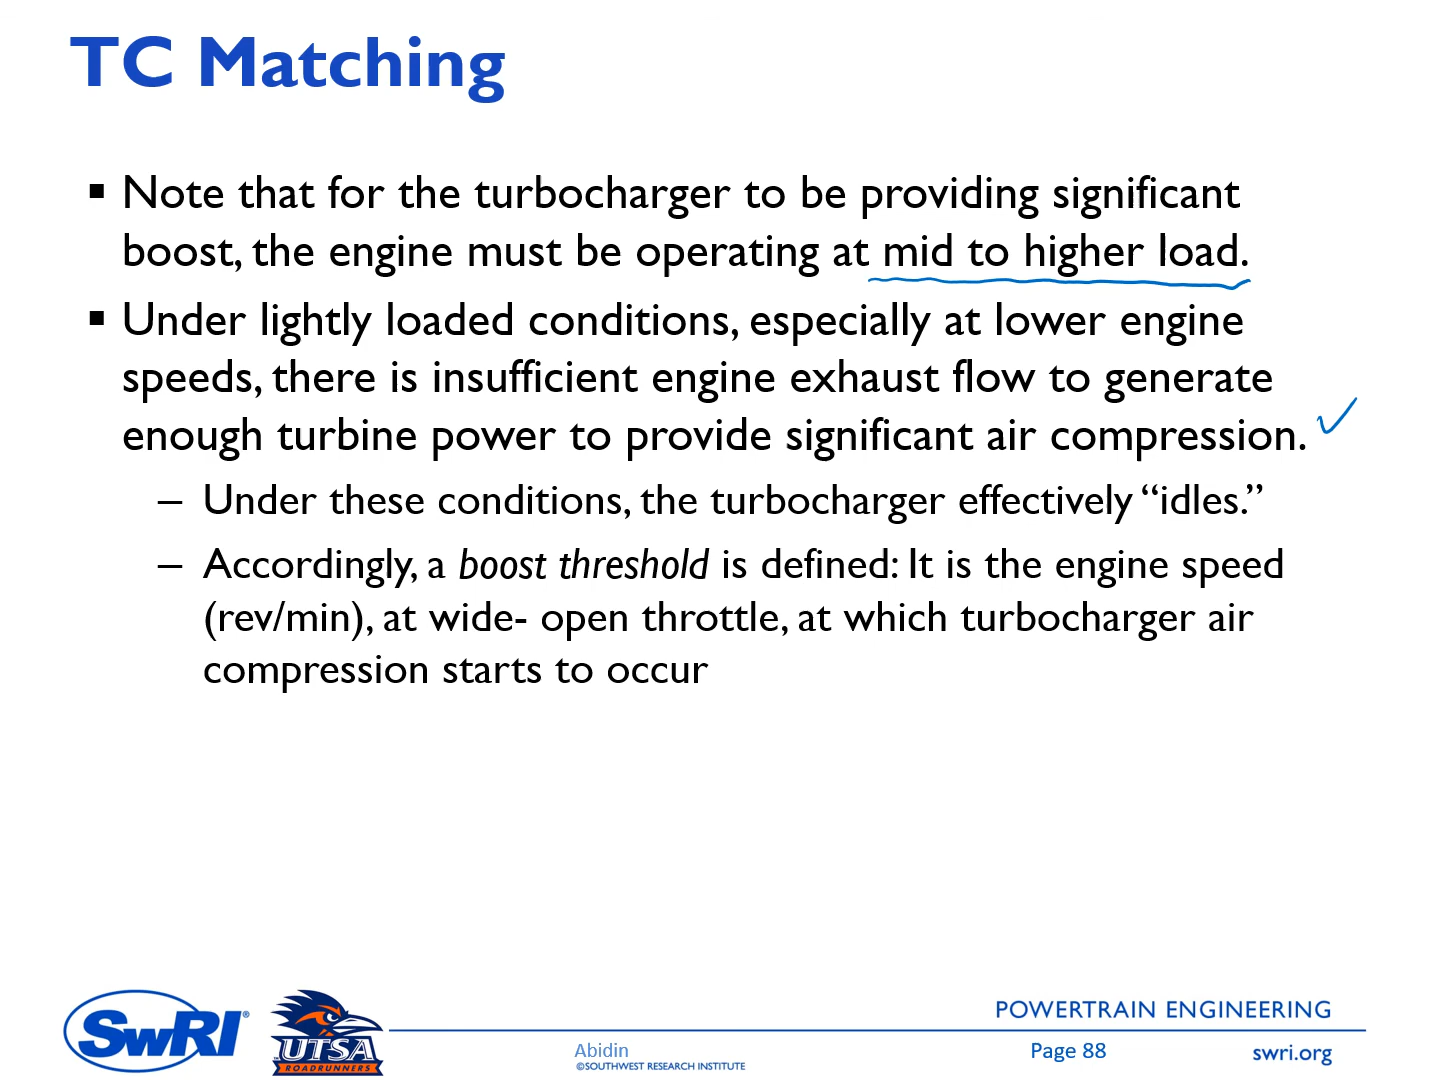 TC Matching
▪ Note that for the turbocharger to be providing significant
boost, the engine must be operating at mid to higher load.
▪ Under lightly loaded conditions, especially at lower engine
speeds, there is insufficient engine exhaust flow to generate
enough turbine power to provide significant air compression.
– Under these conditions, the turbocharger effectively “idles.”
– Accordingly, a boost threshold is defined: It is the engine speed
(rev/min), at wide- open throttle, at which turbocharger air
compression starts to occur
SwRI®
UTSA
ROADRUNNERS
Abidin
©SOUTHWEST RESEARCH INSTITUTE
POWERTRAIN ENGINEERING
Page 88
swri.org